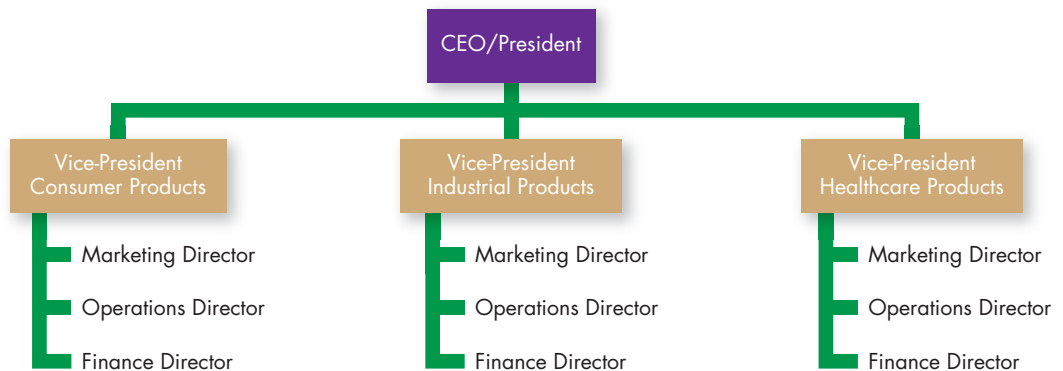 CEO/President
Vice-President
Consumer Products
Vice-President
Industrial Products
Vice-President
Healthcare Products
Marketing Director
Operations Director
Finance Director
Marketing Director
Operations Director
Finance Director
Marketing Director
Operations Director
Finance Director